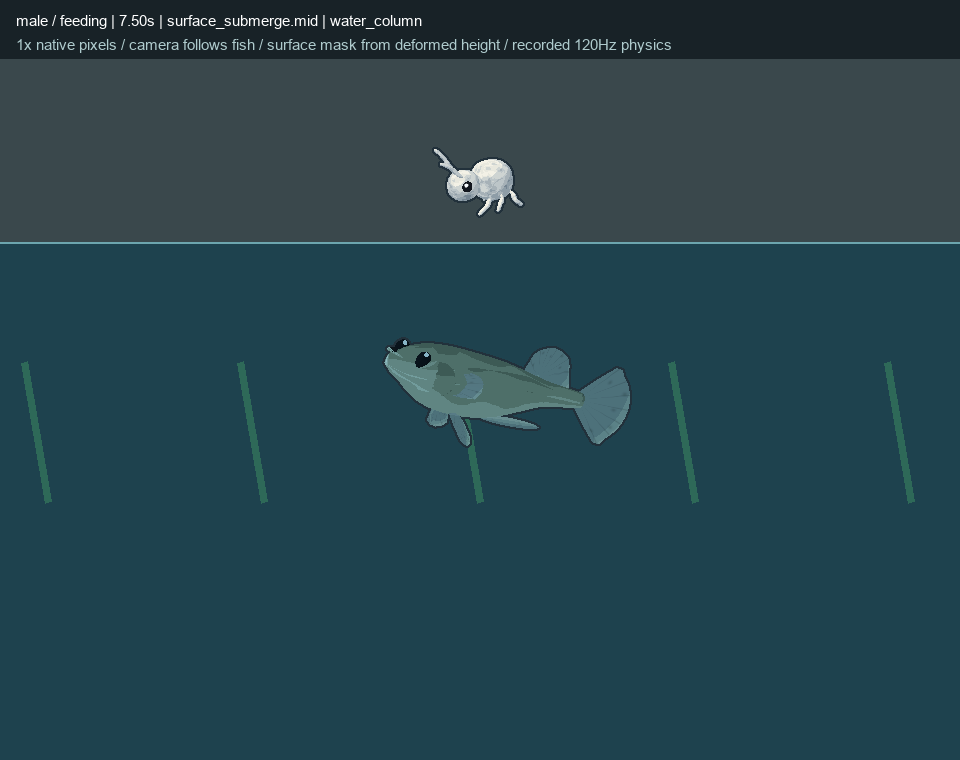 male / feeding | 7.50s | surface_submerge.mid | water_column
1x native pixels / camera follows fish / surface mask from deformed height / recorded 120Hz physics